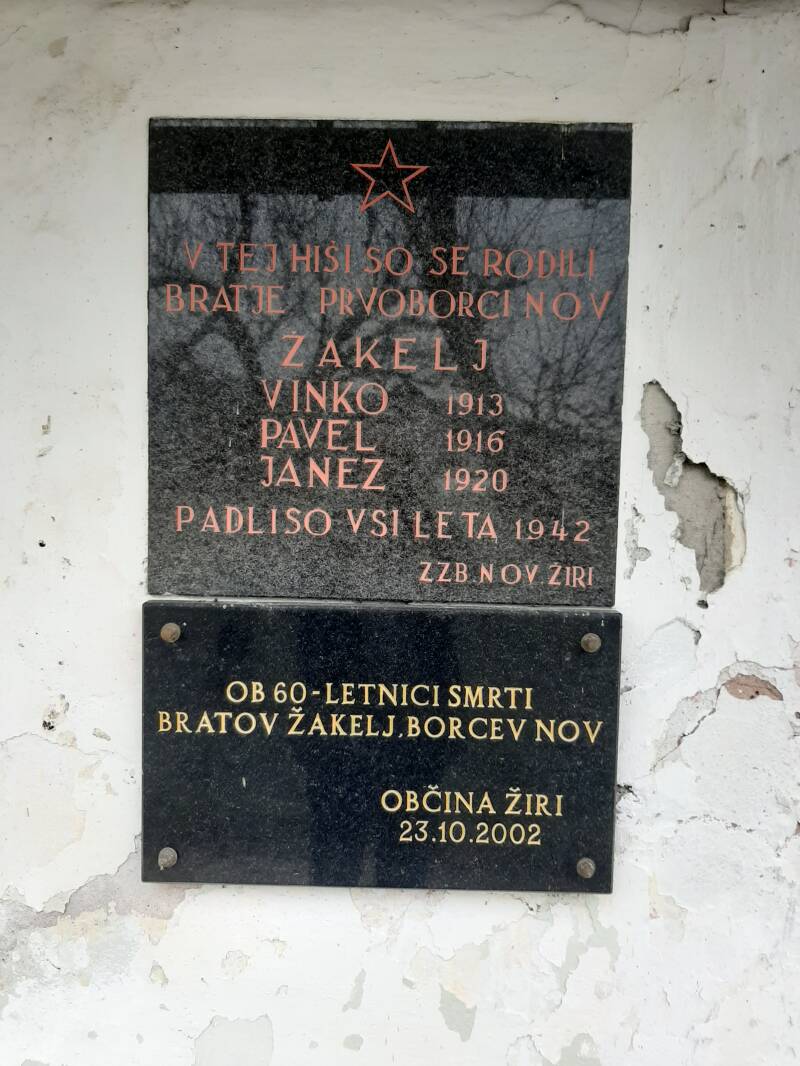 V TEJ HIŠI SO SE RODILI
BRATJE PRVOBORCI NOV
ŽAKELJ
VINKO 1913
PAVEL 1916
JANEZ 1920
PADLI SO VSI LETA 1942
ZZB NOV ŽIRI
OB 60-LETNICI SMRTI
BRATOV ŽAKELJ, BORCEV NOV
OBČINA ŽIRI
23.10.2002